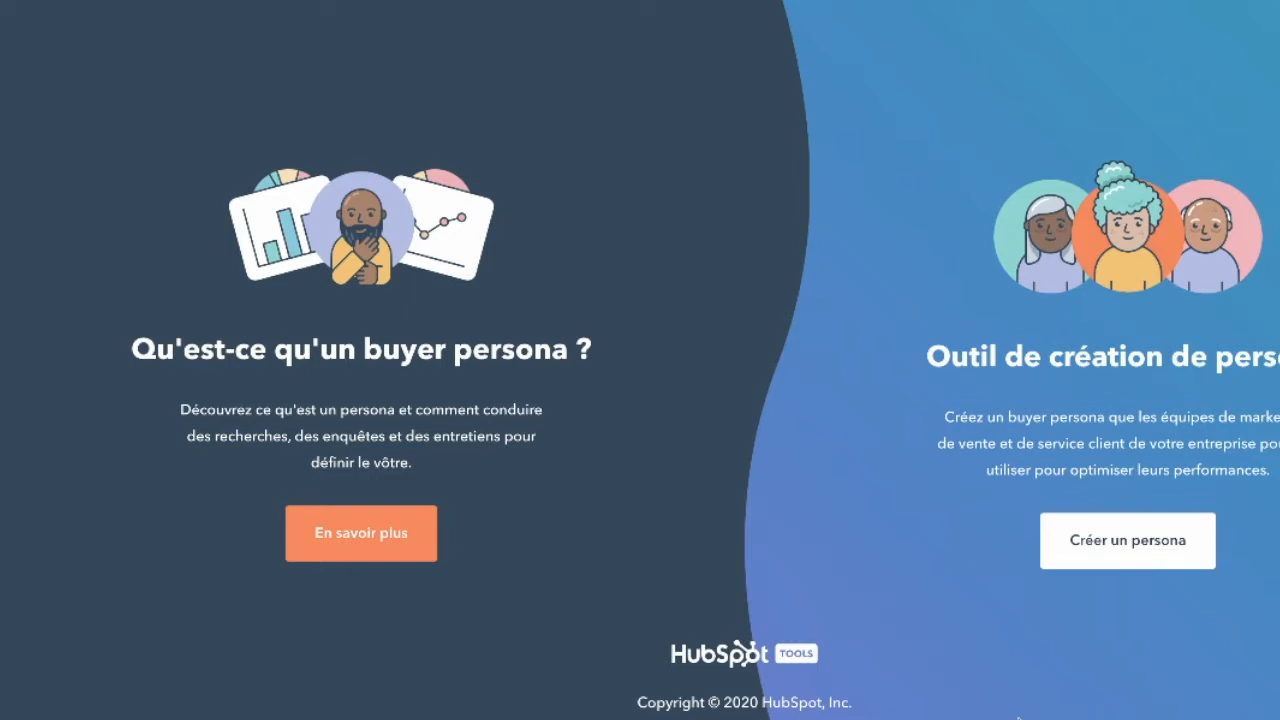 Qu'est-ce qu'un buyer persona ?
Découvrez ce qu'est un persona et comment conduire
des recherches, des enquêtes et des entretiens pour
définir le vôtre.
En savoir plus
Outil de création de
Créez un buyer persona que les équipes de
de vente et de service client de votre entreprise
utiliser pour optimiser leurs performances.
Créer un persona
HubSpot TOOLS
Copyright © 2020 HubSpot, Inc.